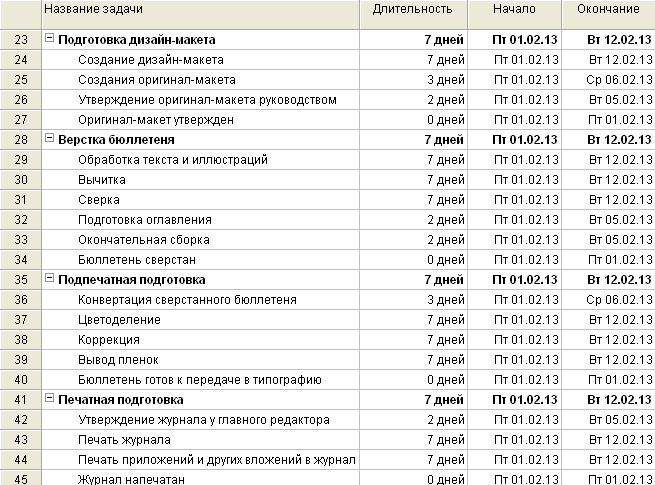 Название задачи Длительность Начало Окончание
23 Подготовка дизайн-макета 7 дней Пт 01.02.13 Вт 12.02.13
24 Создание дизайн-макета 7 дней Пт 01.02.13 Вт 12.02.13
25 Создания оригинал-макета 3 дней Пт 01.02.13 Ср 06.02.13
26 Утверждение оригинал-макета руководством 2 дней Пт 01.02.13 Вт 05.02.13
27 Оригинал-макет утвержден 0 дней Пт 01.02.13 Пт 01.02.13
28 Верстка бюллетеня 7 дней Пт 01.02.13 Вт 12.02.13
29 Обработка текста и иллюстраций 7 дней Пт 01.02.13 Вт 12.02.13
30 Вычитка 7 дней Пт 01.02.13 Вт 12.02.13
31 Сверка 7 дней Пт 01.02.13 Вт 12.02.13
32 Подготовка оглавления 2 дней Пт 01.02.13 Вт 05.02.13
33 Окончательная сборка 2 дней Пт 01.02.13 Вт 05.02.13
34 Бюллетень сверстан 0 дней Пт 01.02.13 Пт 01.02.13
35 Подпечатная подготовка 7 дней Пт 01.02.13 Вт 12.02.13
36 Конвертация сверстанного бюллетеня 3 дней Пт 01.02.13 Ср 06.02.13
37 Цветоделение 7 дней Пт 01.02.13 Вт 12.02.13
38 Коррекция 7 дней Пт 01.02.13 Вт 12.02.13
39 Вывод пленок 7 дней Пт 01.02.13 Вт 12.02.13
40 Бюллетень готов к передаче в типографию 0 дней Пт 01.02.13 Пт 01.02.13
41 Печатная подготовка 7 дней Пт 01.02.13 Вт 12.02.13
42 Утверждение журнала у главного редактора 2 дней Пт 01.02.13 Вт 05.02.13
43 Печать журнала 7 дней Пт 01.02.13 Вт 12.02.13
44 Печать приложений и других вложений в журнал 7 дней Пт 01.02.13 Вт 12.02.13
45 Журнал напечатан 0 дней Пт 01.02.13 Пт 01.02.13